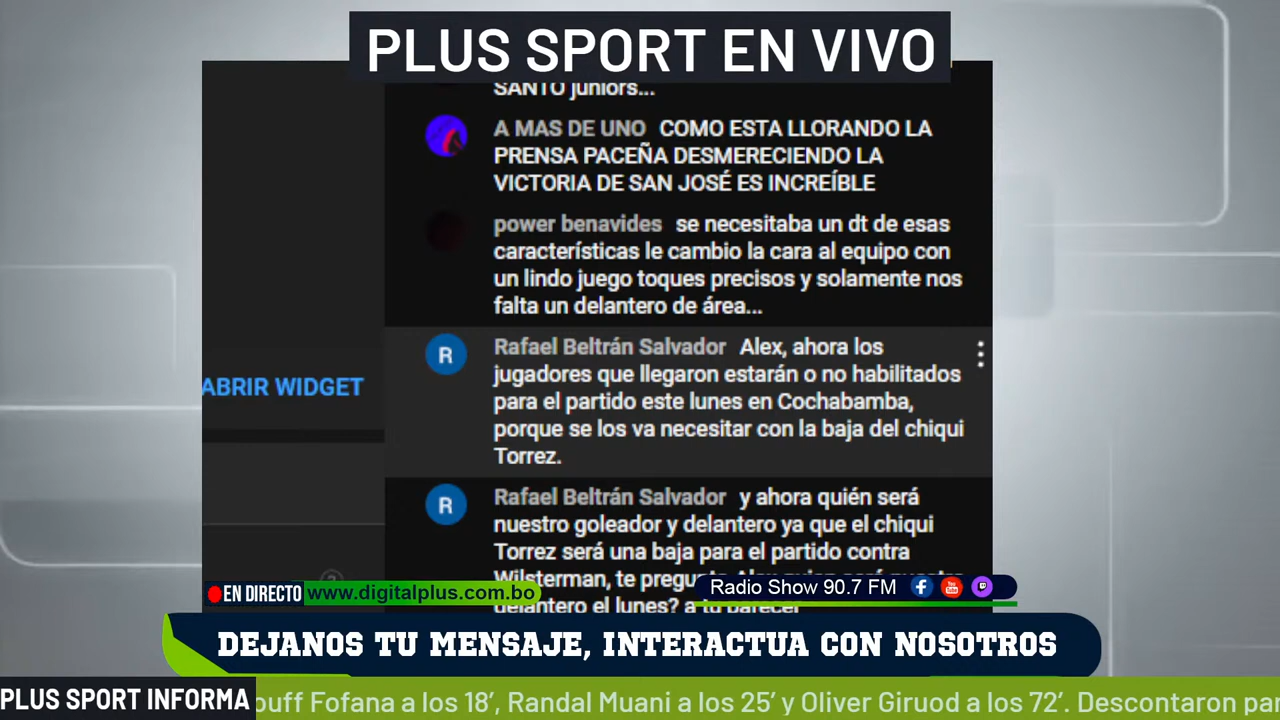 PLUS SPORT EN VIVO
SANTO juniors...
A MAS DE UNO COMO ESTA LLORANDO LA
PRENSA PACEÑA DESMERECIENDO LA
VICTORIA DE SAN JOSÉ ES INCREÍBLE
power benavides se necesitaba un dt de esas
características le cambio la cara al equipo con
un lindo juego toques precisos y solamente nos
falta un delantero de área...
ABRIR WIDGET
R
Rafael Beltrán Salvador Alex, ahora los
jugadores que llegaron estarán o no habilitados
para el partido este lunes en Cochabamba,
porque se los va necesitar con la baja del chiqui
Torrez.
R
Rafael Beltrán Salvador y ahora quién será
nuestro goleador y delantero ya que el chiqui
Torrez será una baja para el partido contra
Wilsterman, te
delantero el lunes? a tu parecer
EN DIRECTO www.digitalplus.com.bo
Radio Show 90.7 FM
DEJANOS TU MENSAJE, INTERACTUA CON NOSOTROS
PLUS SPORT INFORMA ouff Fofana a los 18’, Randal Muani a los 25’ y Oliver Giruod a los 72’. Descontaron par